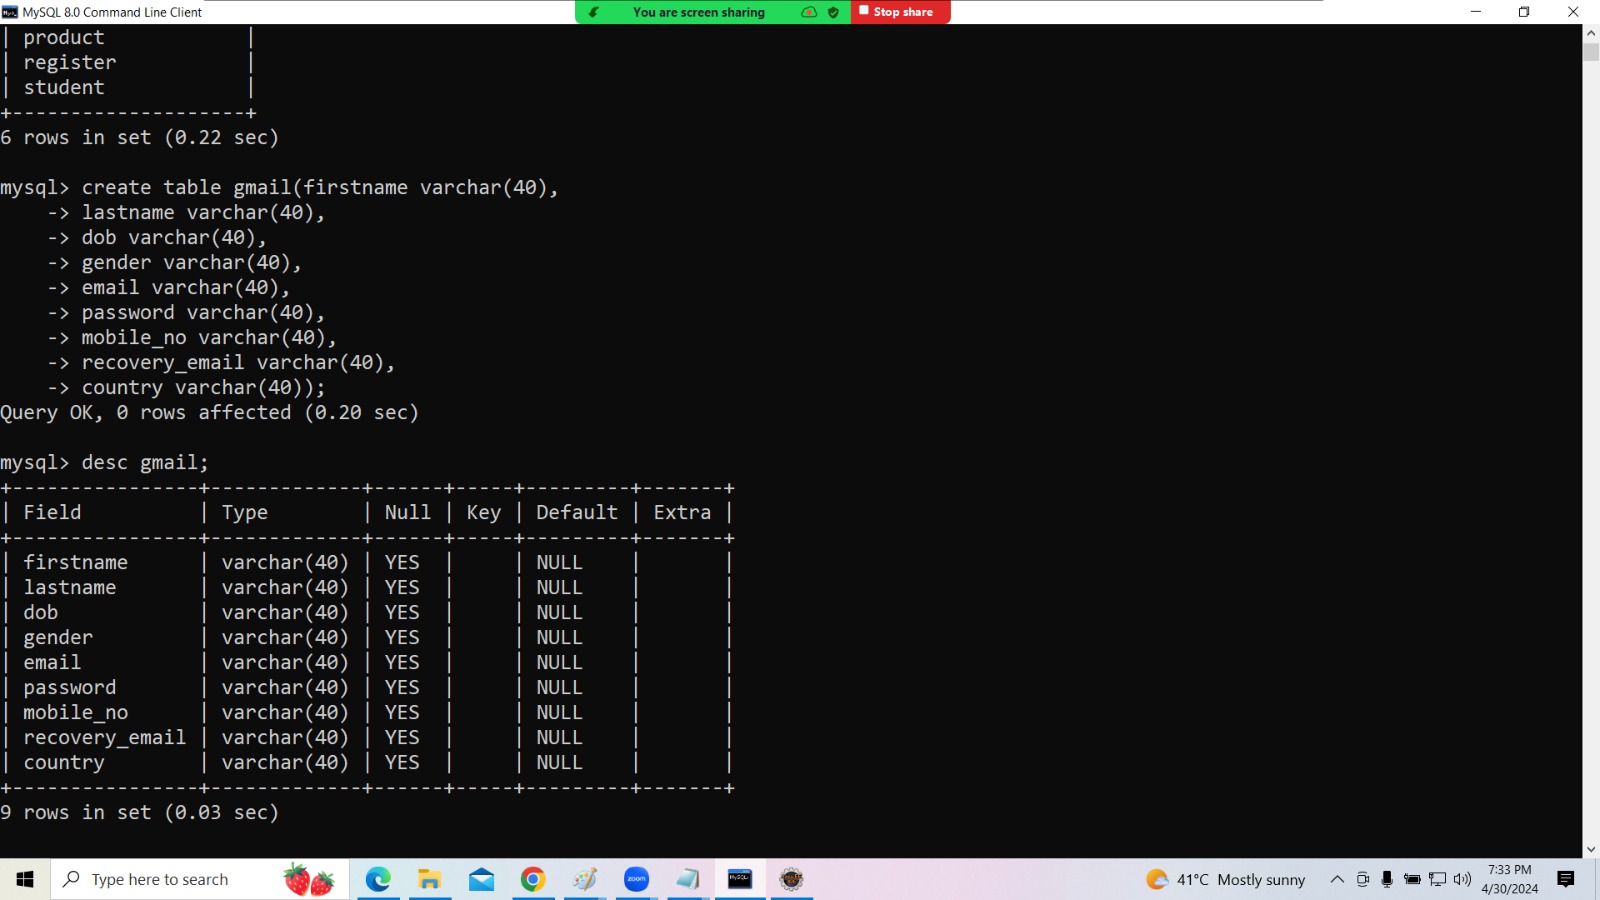 MySQL 8.0 Command Line Client
You are screen sharing
Stop share
| product            |
| register           |
| student            |
+--------------------+
6 rows in set (0.22 sec)
mysql> create table gmail(firstname varchar(40),
    -> lastname varchar(40),
    -> dob varchar(40),
    -> gender varchar(40),
    -> email varchar(40),
    -> password varchar(40),
    -> mobile_no varchar(40),
    -> recovery_email varchar(40),
    -> country varchar(40));
Query OK, 0 rows affected (0.20 sec)
mysql> desc gmail;
+----------------+-------------+------+-----+---------+-------+
| Field          | Type        | Null | Key | Default | Extra |
+----------------+-------------+------+-----+---------+-------+
| firstname      | varchar(40) | YES  |     | NULL    |       |
| lastname       | varchar(40) | YES  |     | NULL    |       |
| dob            | varchar(40) | YES  |     | NULL    |       |
| gender         | varchar(40) | YES  |     | NULL    |       |
| email          | varchar(40) | YES  |     | NULL    |       |
| password       | varchar(40) | YES  |     | NULL    |       |
| mobile_no      | varchar(40) | YES  |     | NULL    |       |
| recovery_email | varchar(40) | YES  |     | NULL    |       |
| country        | varchar(40) | YES  |     | NULL    |       |
+----------------+-------------+------+-----+---------+-------+
9 rows in set (0.03 sec)
Type here to search
zoom
41°C Mostly sunny
7:33 PM
4/30/2024